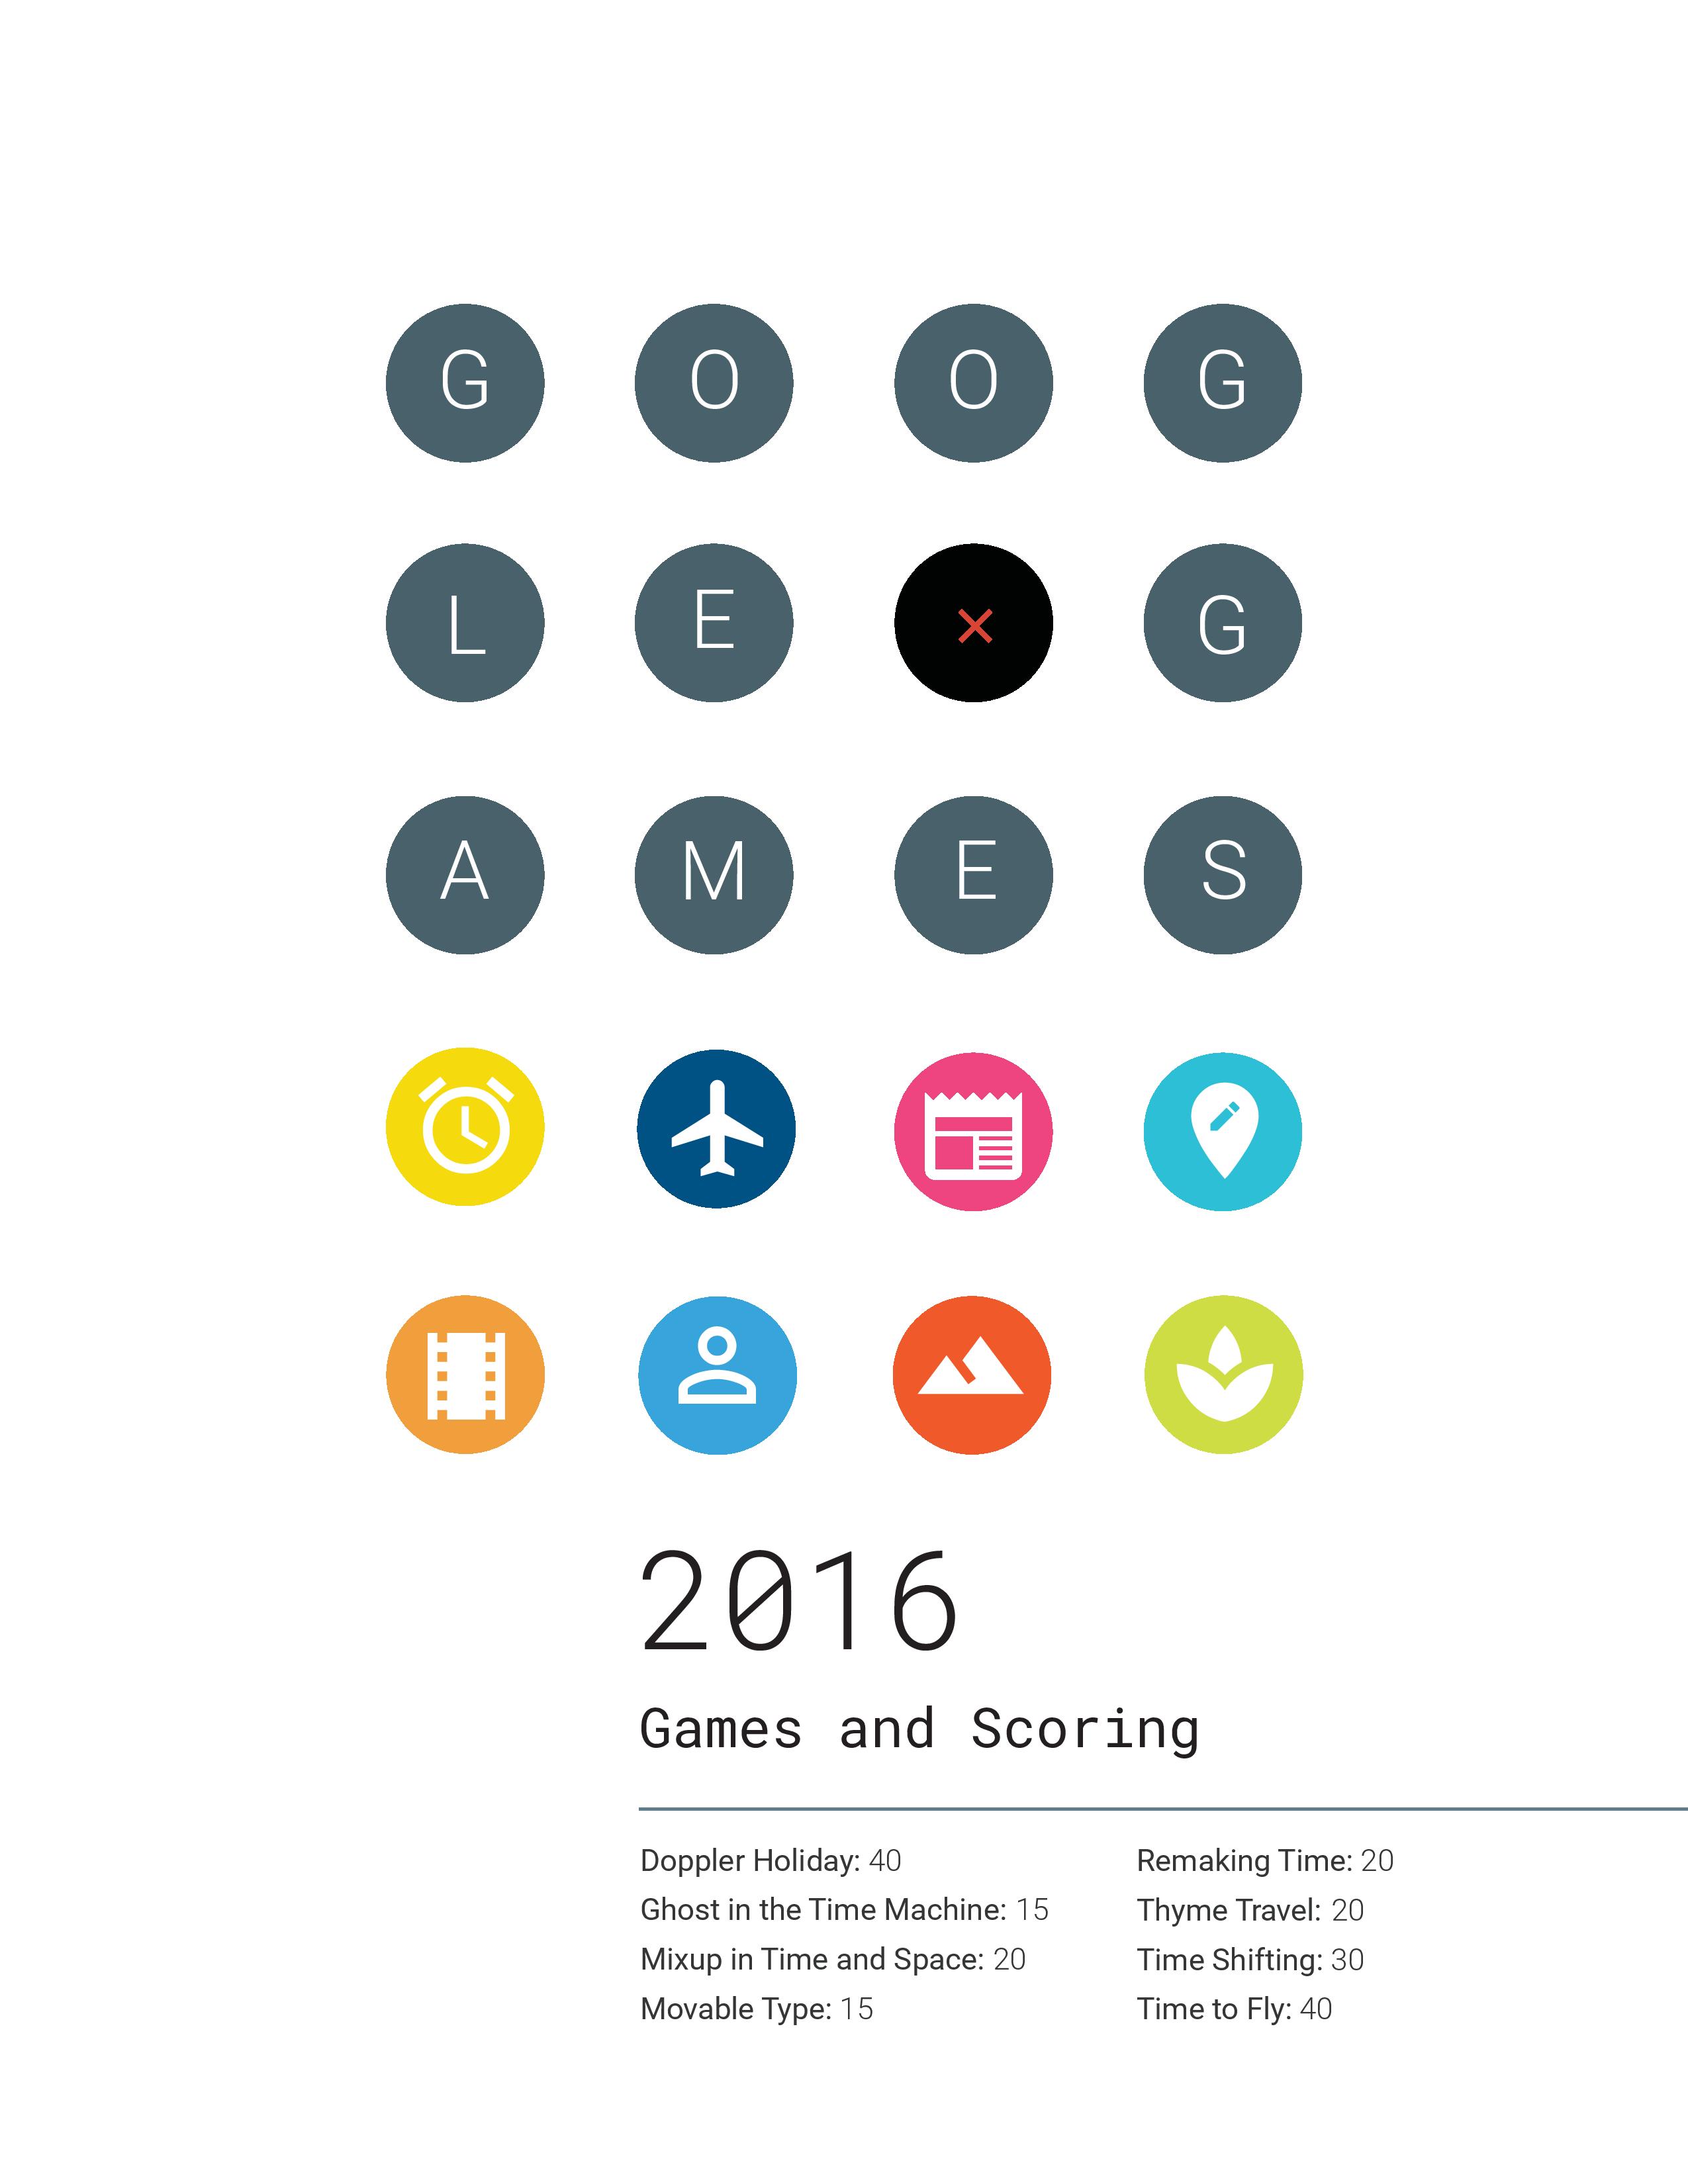 G O O G
L E × G
A M E S
2016
Games and Scoring
Doppler Holiday: 40
Ghost in the Time Machine: 15
Mixup in Time and Space: 20
Movable Type: 15
Remaking Time: 20
Thyme Travel: 20
Time Shifting: 30
Time to Fly: 40